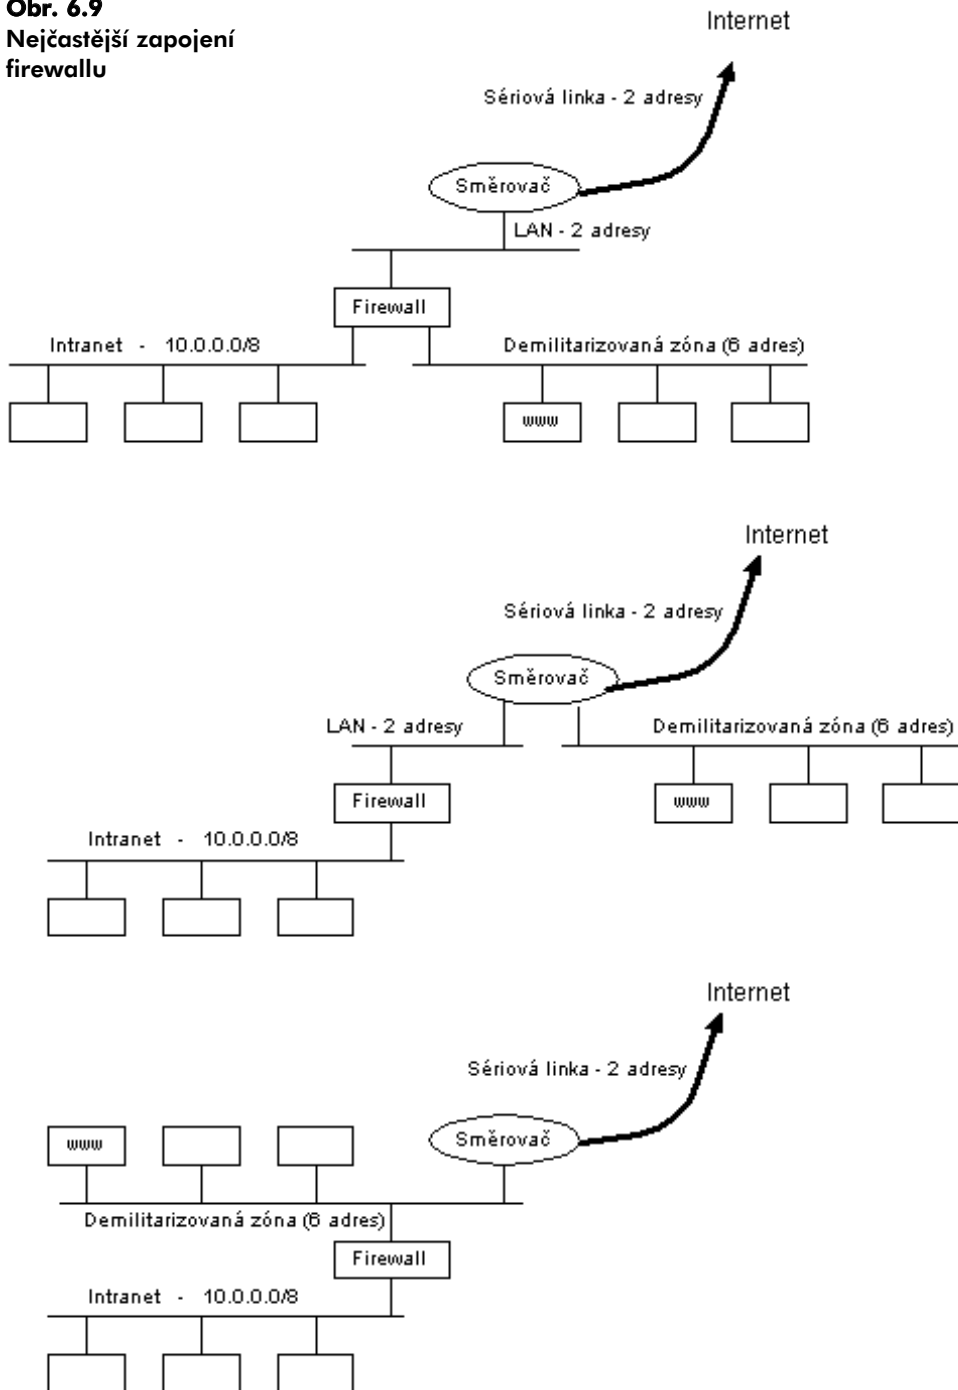 Obr. 6.9
Nejčastější zapojení
firewallu
Internet
Sériová linka - 2 adresy
Směrovač
LAN - 2 adresy
Firewall
Intranet - 10.0.0.0/8
Demilitarizovaná zóna (6 adres)
www
Internet
Sériová linka - 2 adresy
Směrovač
LAN - 2 adresy
Demilitarizovaná zóna (6 adres)
Firewall
www
Intranet - 10.0.0.0/8
Internet
Sériová linka - 2 adresy
www
Směrovač
Demilitarizovaná zóna (6 adres)
Firewall
Intranet - 10.0.0.0/8